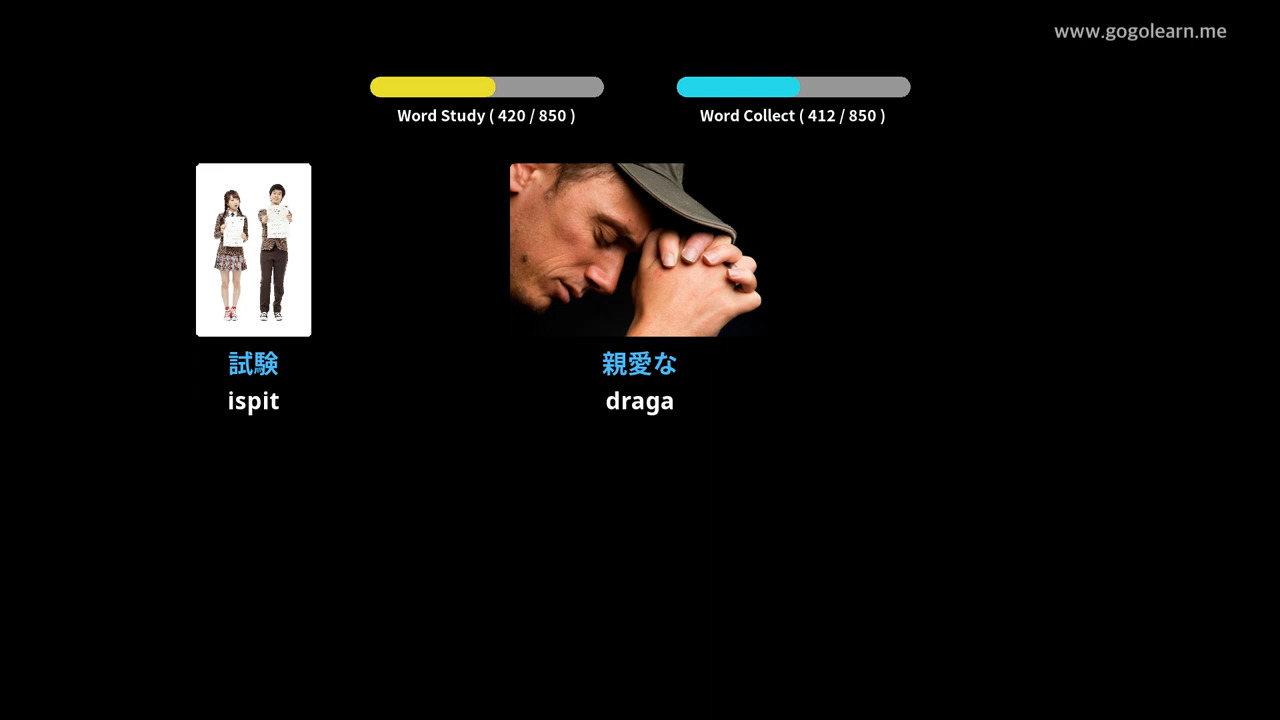 www.gogolearn.me
Word Study ( 420 / 850 )
Word Collect ( 412 / 850 )
試験
ispit
親愛な
draga